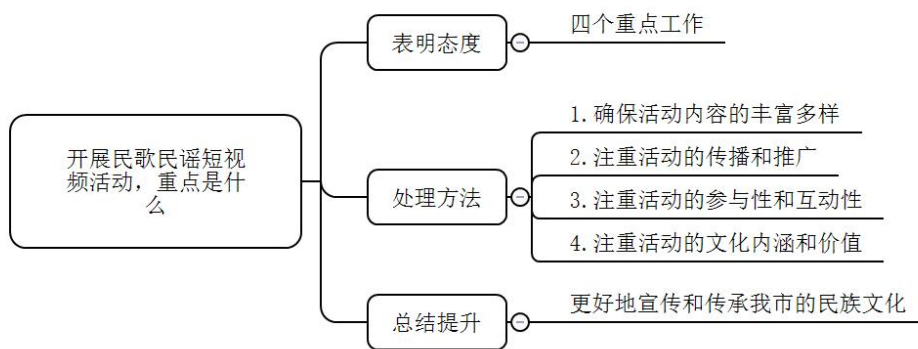 开展民歌民谣短视
频活动，重点是什
么
表明态度
四个重点工作
处理方法
1.确保活动内容的丰富多样
2.注重活动的传播和推广
3.注重活动的参与性和互动性
4.注重活动的文化内涵和价值
总结提升
更好地宣传和传承我市的民族文化